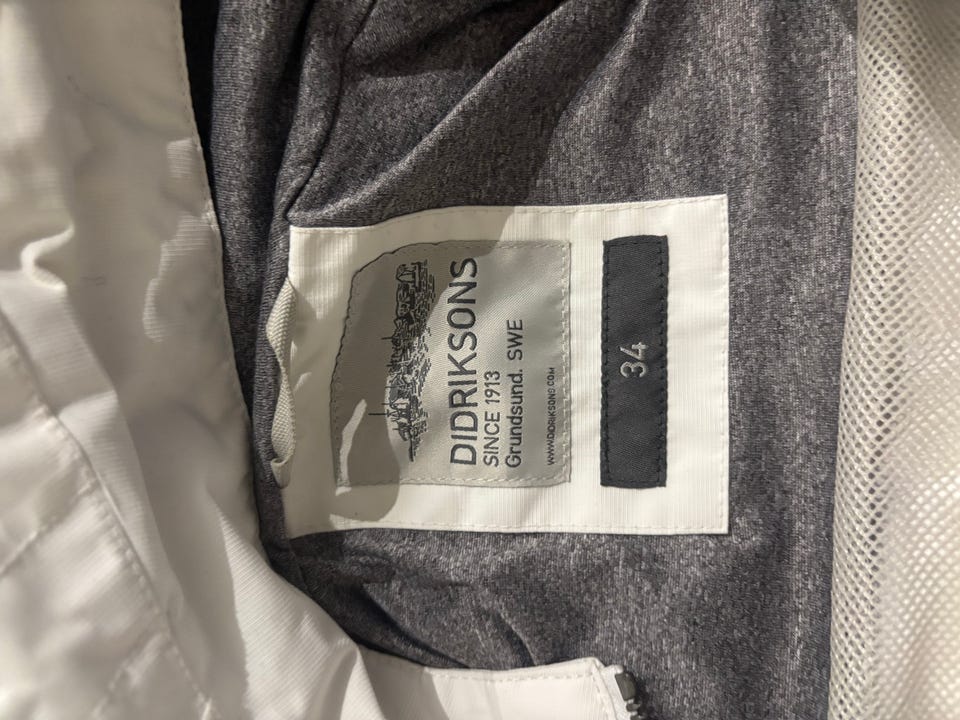 DIDRIKSONS
SINCE 1913
Grundsund. SWE
WWW.DIDRIKSONS.COM
34